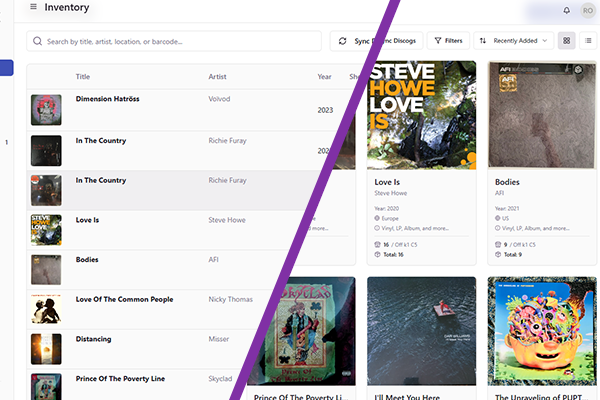 Inventory
RO
Search by title, artist, location, or barcode...
Sync D
Sync Discogs
Filters
Recently Added
Title
Artist
Year
Dimension Hatröss
Voivod
2023
In The Country
Richie Furay
202
In The Country
Richie Furay
Love Is
Steve Howe
Bodies
AFI
Love Of The Common People
Nicky Thomas
Distancing
Misser
Prince Of The Poverty Line
Skyclad
1
STEVE
HOWE
LOVE
IS
AFI
Love Is
Steve Howe
Year: 2020
Europe
Vinyl, LP, Album, and more...
16 / Off k1 C5
Total: 16
Bodies
AFI
Year: 2021
US
Vinyl, LP, Album, and more...
9 / Off k1 C5
Total: 9
d more...
Prince Of The Poverty Li...
I'll Meet You Here
The Unraveling of PUPT...